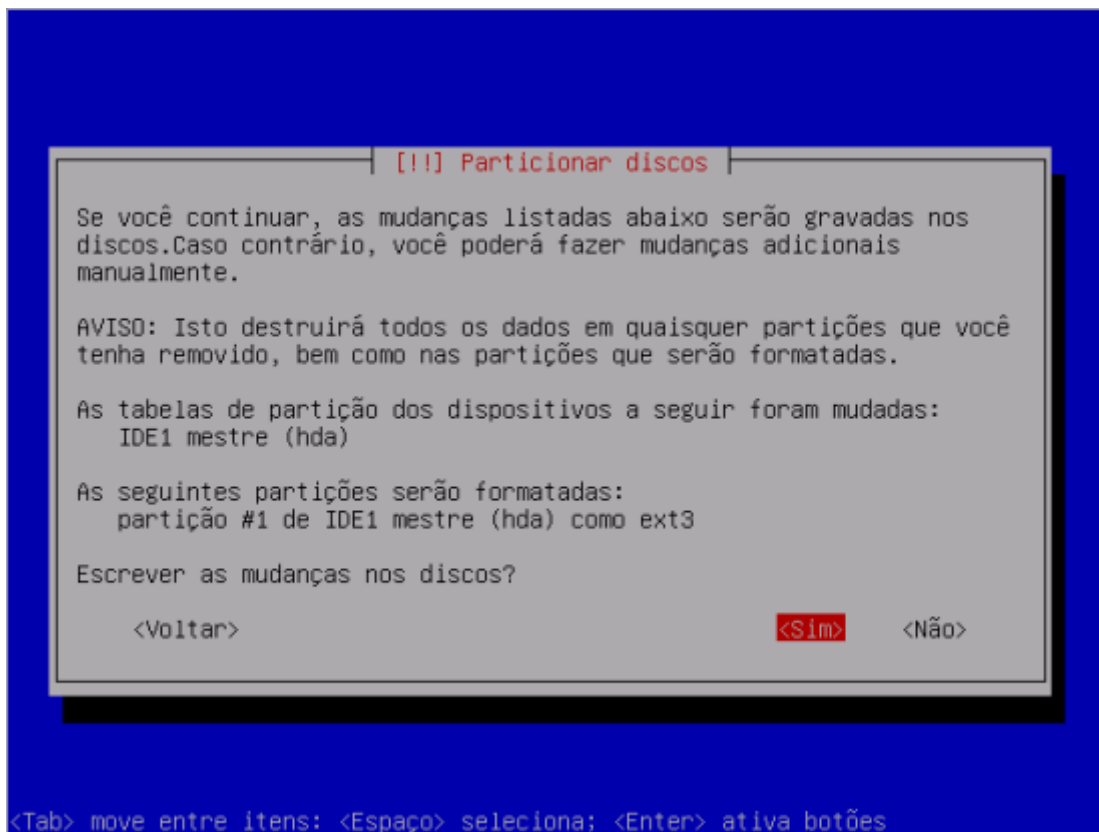 [!!] Particionar discos
Se você continuar, as mudanças listadas abaixo serão gravadas nos
discos.Caso contrário, você poderá fazer mudanças adicionais
manualmente.
AVISO: Isto destruirá todos os dados em quaisquer partições que você
tenha removido, bem como nas partições que serão formatadas.
As tabelas de partição dos dispositivos a seguir foram mudadas:
IDE1 mestre (hda)
As seguintes partições serão formatadas:
partição #1 de IDE1 mestre (hda) como ext3
Escrever as mudanças nos discos?
<Voltar> <Sim> <Não>
<Tab> move entre itens; <Espaço> seleciona; <Enter> ativa botões